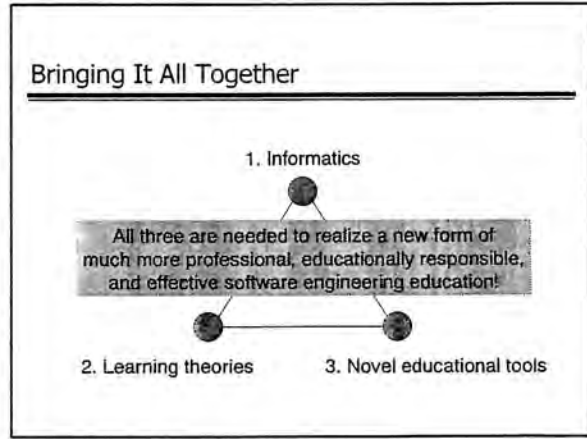 Bringing It All Together
1. Informatics
All three are needed to realize a new form of
much more professional, educationally responsible,
and effective software engineering education!
2. Learning theories
3. Novel educational tools